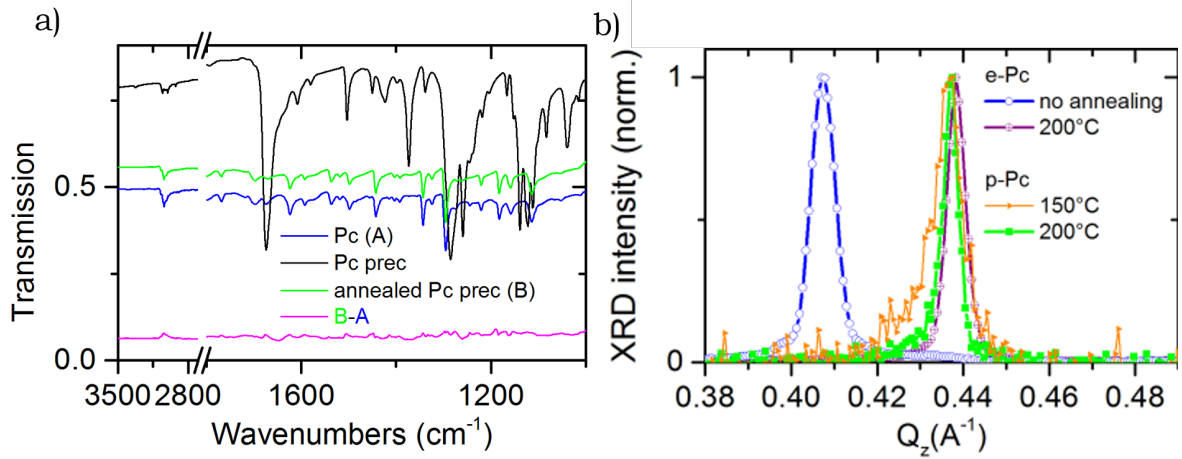 a)
Transmission
0.5
0.0
3500
2800
1600
1200
Wavenumbers (cm⁻¹)
Pc (A)
Pc prec
annealed Pc prec (B)
B-A
b)
XRD intensity (norm.)
1
0
0.38
0.40
0.42
0.44
0.46
0.48
Q_z(A⁻¹)
e-Pc
no annealing
200°C
p-Pc
150°C
200°C